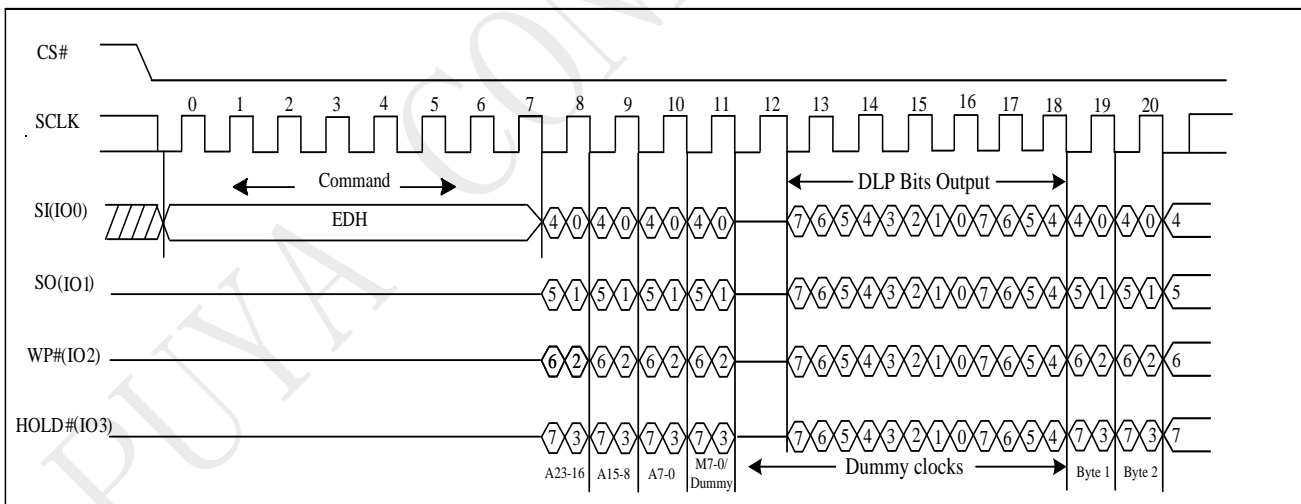 PUYA CON
CS#
0 1 2 3 4 5 6 7 8 9 10 11 12 13 14 15 16 17 18 19 20
SCLK
Command
DLP Bits Output
SI(IO0)
EDH
4 0 4 0 4 0 4 0 7 6 5 4 3 2 1 0 7 6 5 4 4 0 4 0 4
SO(IO1)
5 1 5 1 5 1 5 1 7 6 5 4 3 2 1 0 7 6 5 4 5 1 5 1 5
WP#(IO2)
6 2 6 2 6 2 6 2 7 6 5 4 3 2 1 0 7 6 5 4 6 2 6 2 6
HOLD#(IO3)
7 3 7 3 7 3 7 3 7 6 5 4 3 2 1 0 7 6 5 4 7 3 7 3 7
A23-16 A15-8 A7-0 M7-0/
Dummy
Dummy clocks
Byte 1 Byte 2